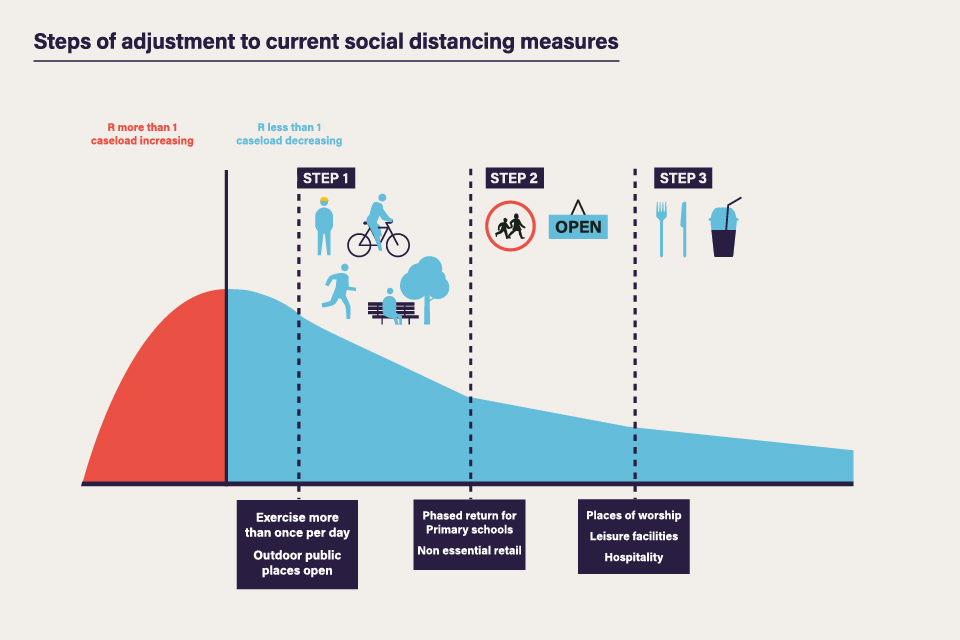 Steps of adjustment to current social distancing measures
R more than 1
caseload increasing
R less than 1
caseload decreasing
STEP 1
STEP 2
STEP 3
OPEN
Exercise more
than once per day
Outdoor public
places open
Phased return for
Primary schools
Non essential retail
Places of worship
Leisure facilities
Hospitality